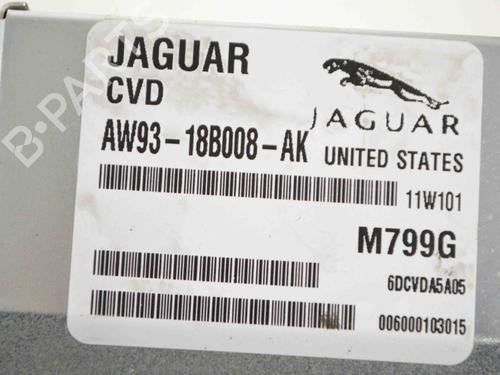 JAGUAR
CVD
AW93-18B008-AK
JAGUAR
UNITED STATES
11W101
M799G
6DCVDA5A05
006000103015
B-PARTS